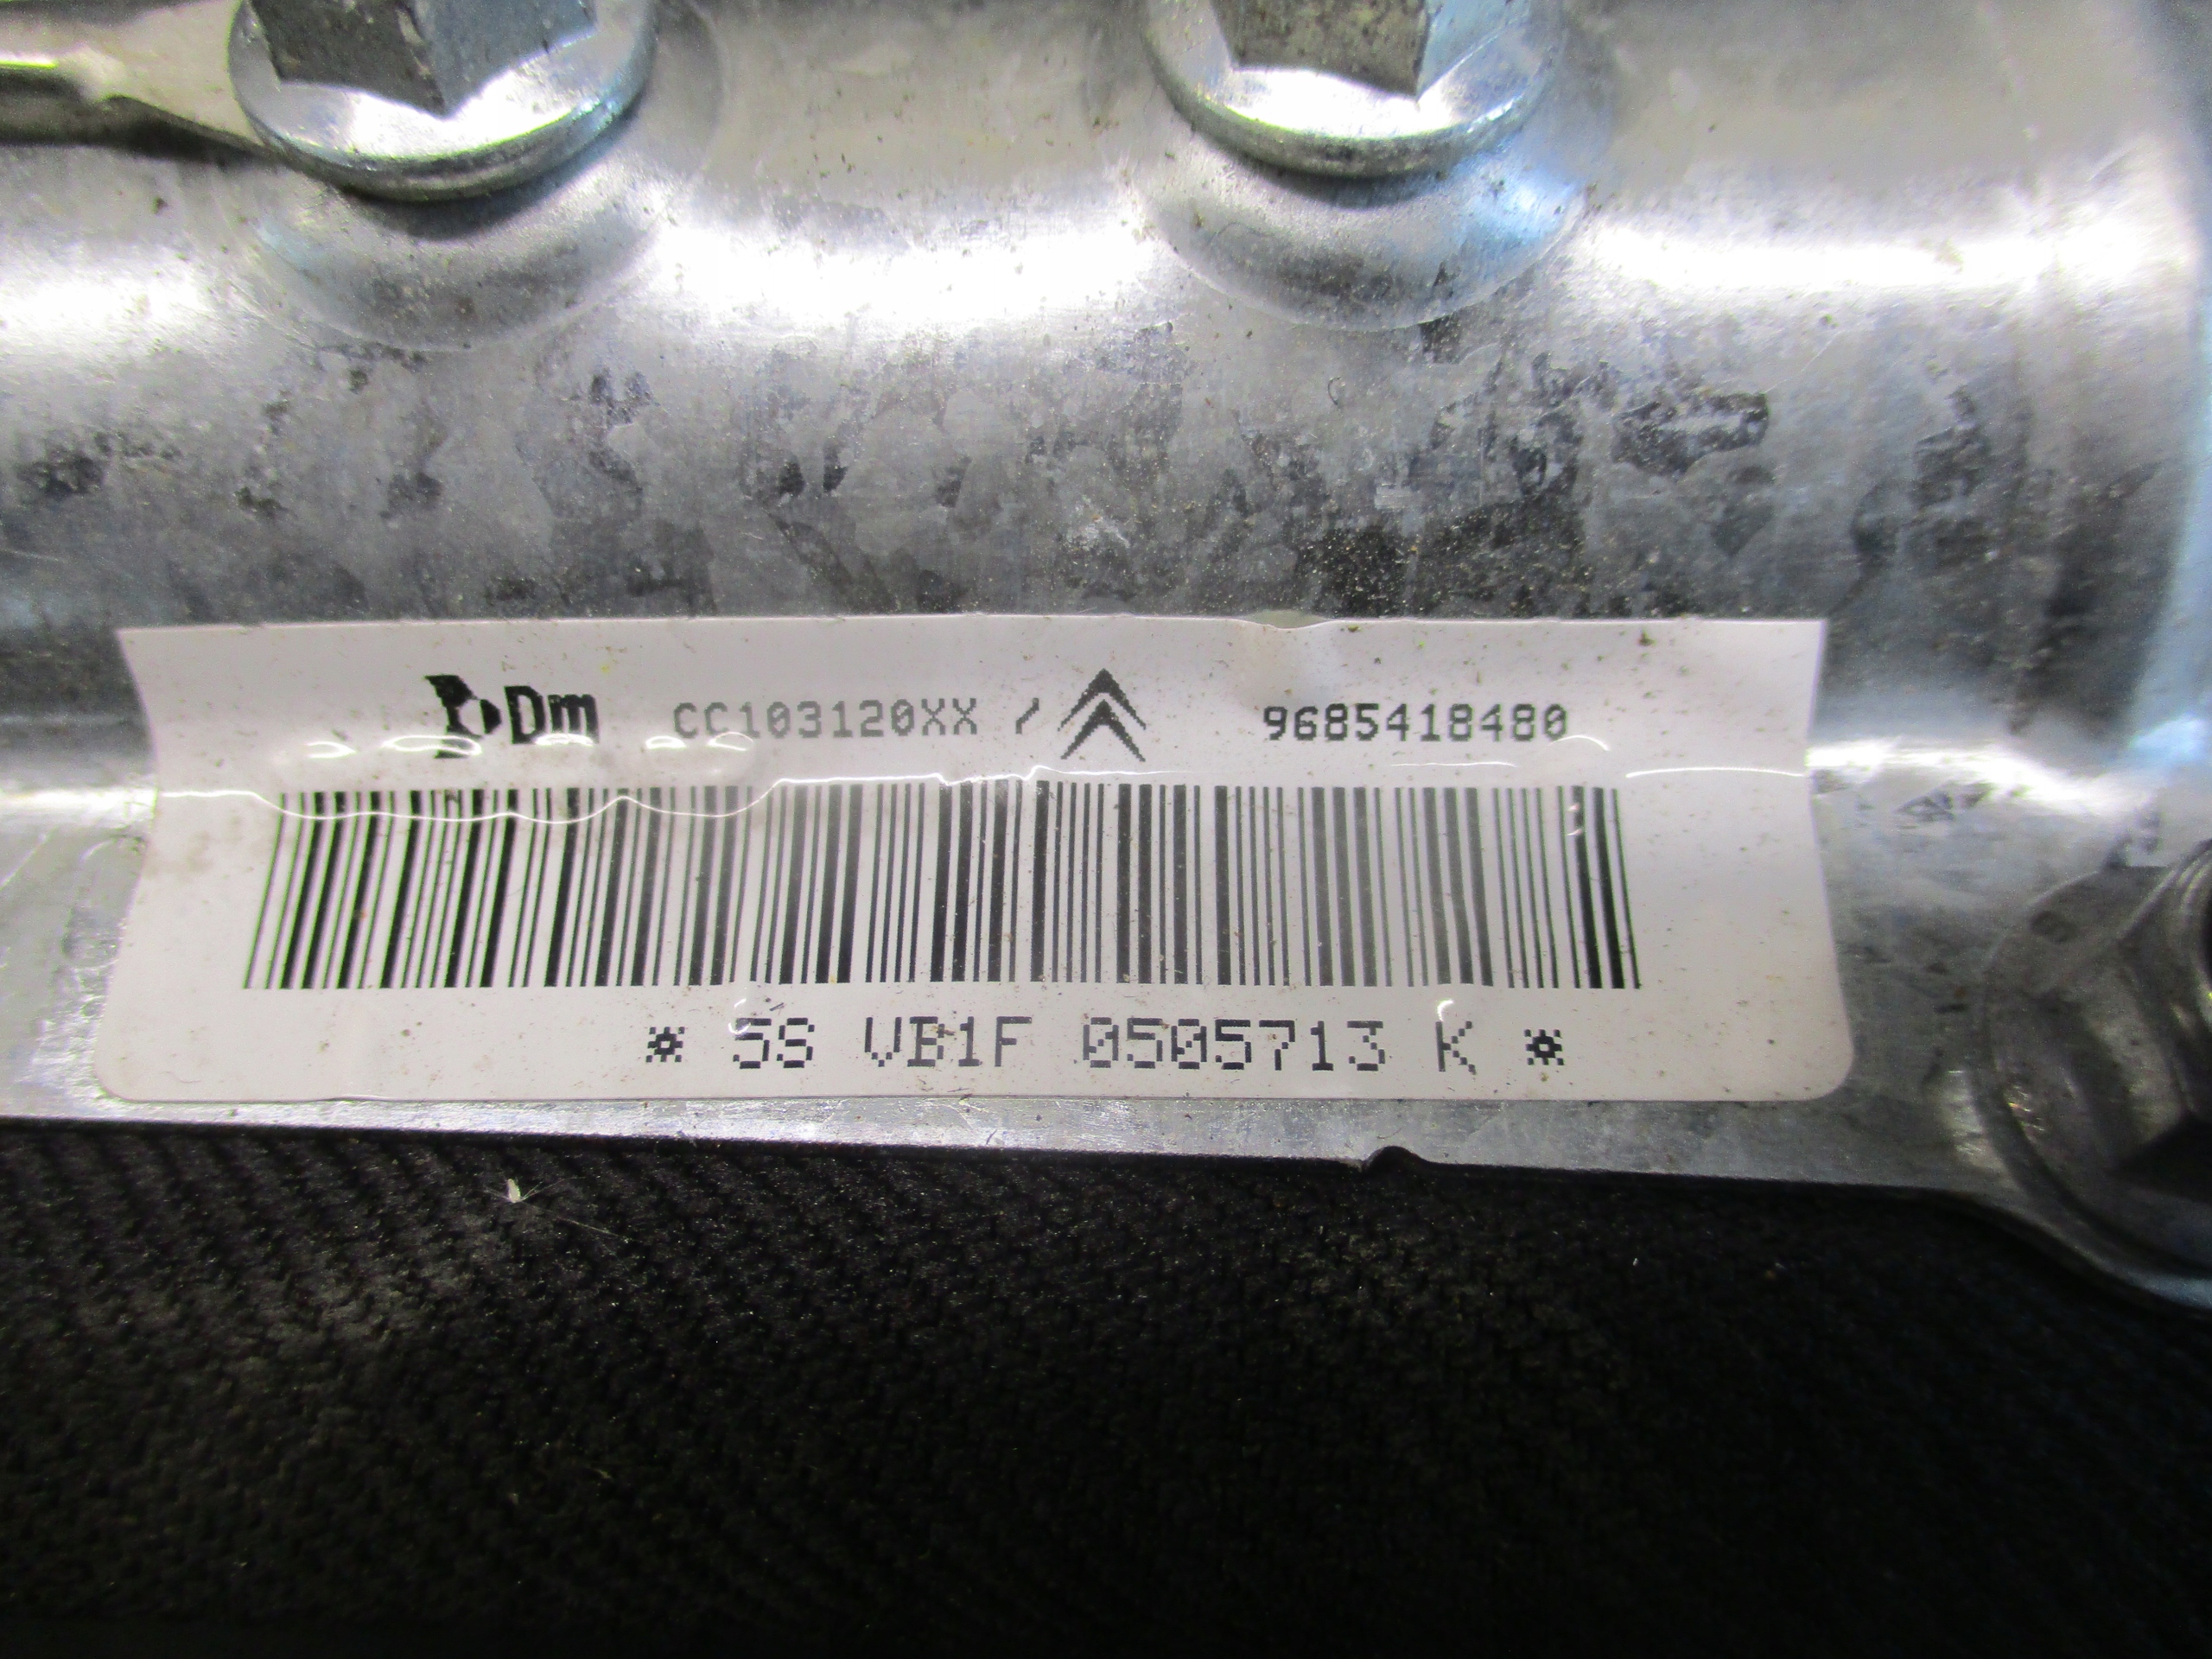 Dm CC103120XX / 9685418480
* 5S VB1F 0505713 K *